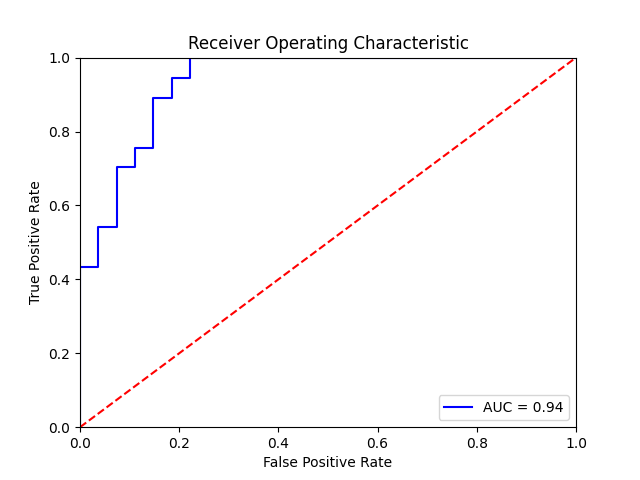 Receiver Operating Characteristic
True Positive Rate
1.0
0.8
0.6
0.4
0.2
0.0
AUC = 0.94
0.0 0.2 0.4 0.6 0.8 1.0
False Positive Rate